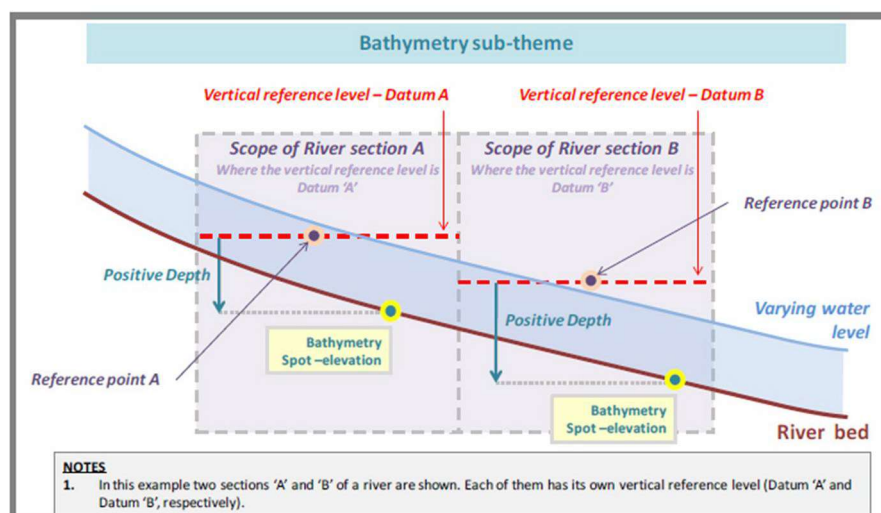 Bathymetry sub-theme
Vertical reference level – Datum A
Vertical reference level – Datum B
Scope of River section A
Where the vertical reference level is
Datum ‘A’
Scope of River section B
Where the vertical reference level is
Datum ‘B’
Reference point B
Positive Depth
Positive Depth
Varying water
level
Bathymetry
Spot –elevation
Reference point A
Bathymetry
Spot –elevation
River bed
NOTES
1. In this example two sections ‘A’ and ‘B’ of a river are shown. Each of them has its own vertical reference level (Datum ‘A’ and
Datum ‘B’, respectively).